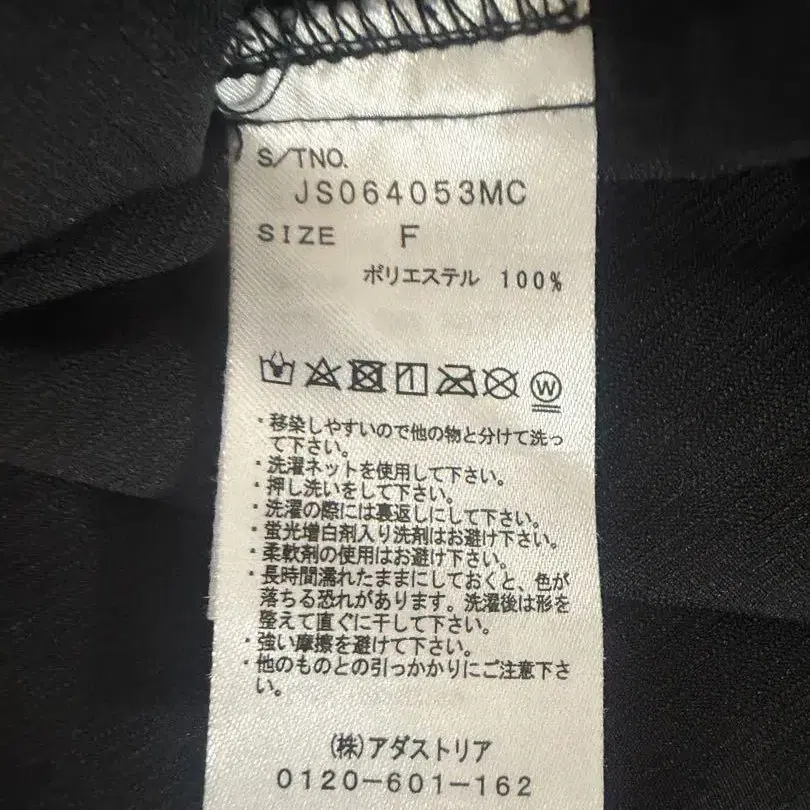 S/TNO.
JS064053MC
SIZE F
ポリエステル 100%
W
・移染しやすいので他の物と分けて洗っ
て下さい。
・洗濯ネットを使用して下さい。
・押し洗いをして下さい。
・洗濯の際には裏返しにして下さい。
・蛍光増白剤入り洗剤はお避け下さい。
・柔軟剤の使用はお避け下さい。
・長時間濡れたままにしておくと、色が
落ちる恐れがあります。洗濯後は形を
整えて直ぐに干して下さい。
・強い摩擦を避けて下さい。
・他のものとの引っかかりにご注意下さ
い。
(株)アダストリア
0120-601-162